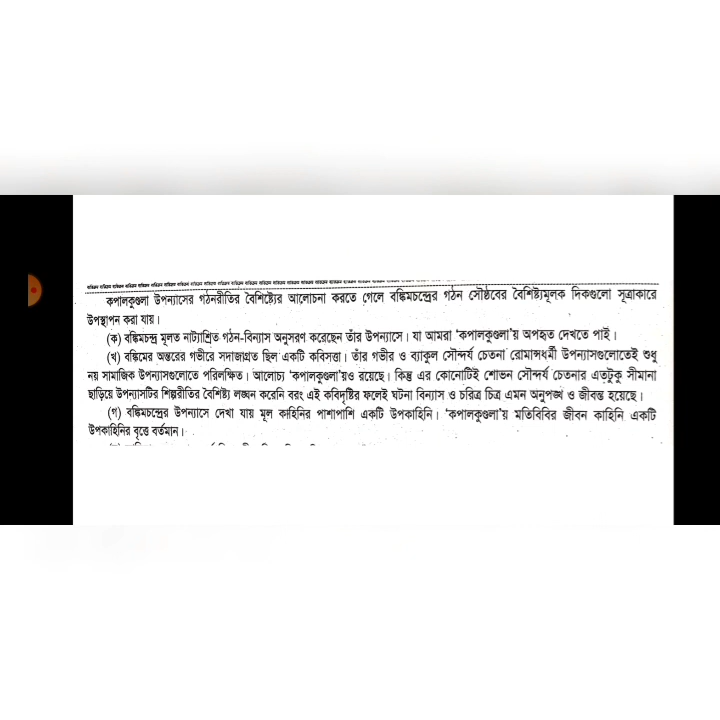 কপালকুণ্ডলা উপন্যাসের গঠনরীতির বৈশিষ্ট্যের আলোচনা করতে গেলে বঙ্কিমচন্দ্রের গঠন সৌষ্ঠবের বৈশিষ্ট্যমূলক দিকগুলো সূত্রাকারে
উপস্থাপন করা যায়।
(ক) বঙ্কিমচন্দ্র মূলত নাট্যাশ্রিত গঠন-বিন্যাস অনুসরণ করেছেন তাঁর উপন্যাসে। যা আমরা ‘কপালকুণ্ডলা’য় অপহৃত দেখতে পাই।
(খ) বঙ্কিমের অন্তরের গভীরে সদাজাগ্রত ছিল একটি কবিসত্তা। তাঁর গভীর ও ব্যাকুল সৌন্দর্য চেতনা রোমান্সধর্মী উপন্যাসগুলোতেই শুধু
নয় সামাজিক উপন্যাসগুলোতে পরিলক্ষিত। আলোচ্য ‘কপালকুণ্ডলা’য়ও রয়েছে। কিন্তু এর কোনোটিই শোভন সৌন্দর্য চেতনার এতটুকু সীমানা
ছাড়িয়ে উপন্যাসটির শিল্পরীতির বৈশিষ্ট্য লঙ্ঘন করেনি বরং এই কবিদৃষ্টির ফলেই ঘটনা বিন্যাস ও চরিত্র চিত্র এমন অনুপঙ্খ ও জীবন্ত হয়েছে।
(গ) বঙ্কিমচন্দ্রের উপন্যাসে দেখা যায় মূল কাহিনির পাশাপাশি একটি উপকাহিনি। ‘কপালকুণ্ডলা’য় মতিবিবির জীবন কাহিনি একটি
উপকাহিনির বৃত্তে বর্তমান।